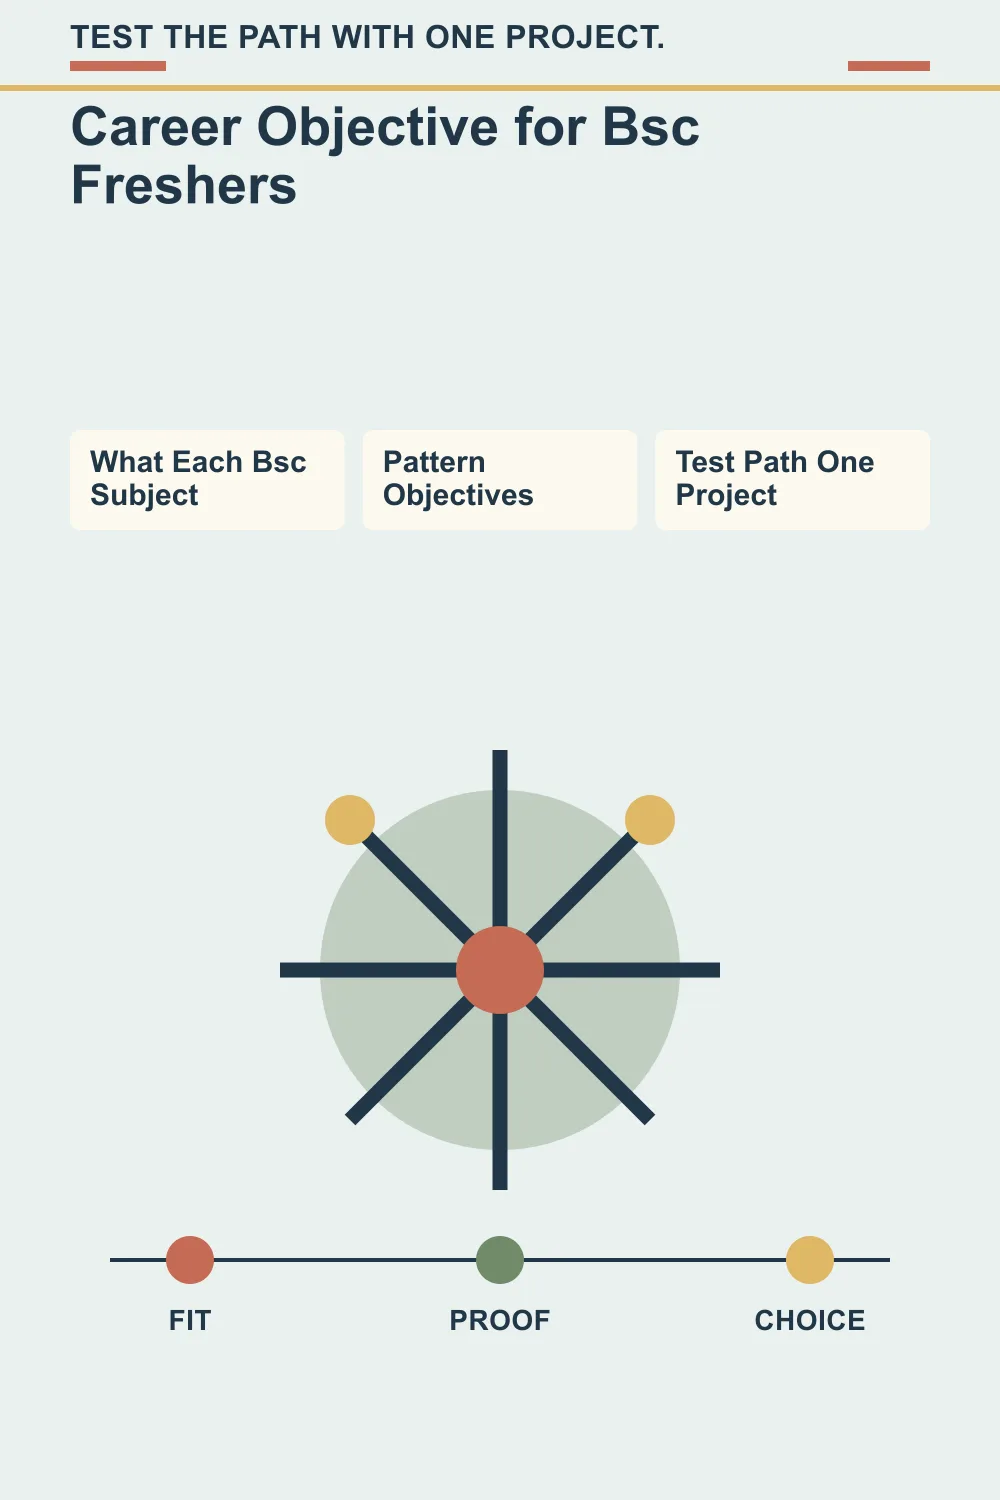 TEST THE PATH WITH ONE PROJECT.
Career Objective for Bsc
Freshers
What Each Bsc
Subject
Pattern
Objectives
Test Path One
Project
FIT
PROOF
CHOICE